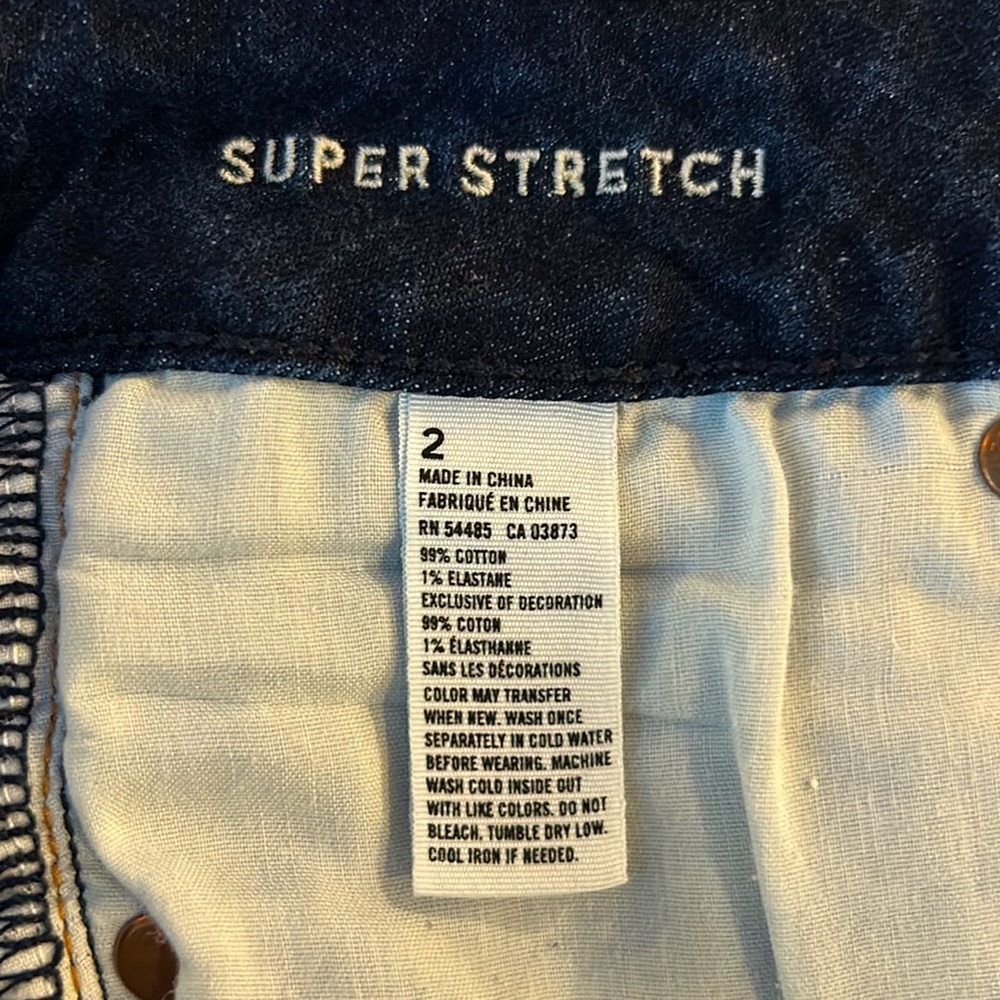 SUPER STRETCH
2
MADE IN CHINA
FABRIQUÉ EN CHINE
RN 54485 CA 03873
99% COTTON
1% ELASTANE
EXCLUSIVE OF DECORATION
99% COTON
1% ÉLASTHANNE
SANS LES DÉCORATIONS
COLOR MAY TRANSFER
WHEN NEW. WASH ONCE
SEPARATELY IN COLD WATER
BEFORE WEARING. MACHINE
WASH COLD INSIDE OUT
WITH LIKE COLORS. DO NOT
BLEACH. TUMBLE DRY LOW.
COOL IRON IF NEEDED.